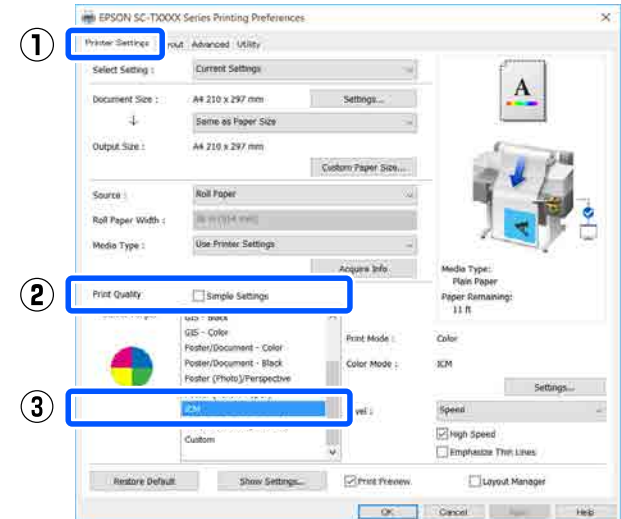 EPSON SC-TXXXX Series Printing Preferences
①
Printer Settings out Advanced Utility
Select Setting : Current Settings
Document Size : A4 210 x 297 mm Settings...
Same as Paper Size
Output Size : A4 210 x 297 mm
Custom Paper Size...
Source : Roll Paper
Roll Paper Width :
Media Type : Use Printer Settings
Acquire Info
A
Media Type:
Plain Paper
Paper Remaining:
11 ft
②
Print Quality Simple Settings
GIS - Black
GIS - Color
Poster/Document - Color
Poster/Document - Black
Poster (Photo)/Perspective
③
ICM
Custom
Print Mode : Color
Color Mode : ICM
Settings...
vel : Speed
High Speed
Emphasize Thin Lines
Restore Default Show Settings... Print Preview Layout Manager
OK Cancel Help